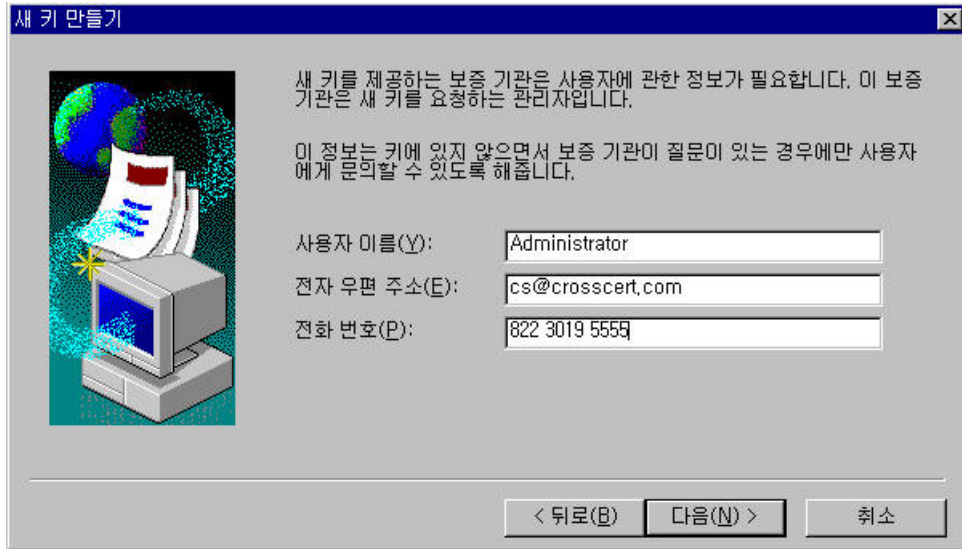 새 키 만들기
새 키를 제공하는 보증 기관은 사용자에 관한 정보가 필요합니다. 이 보증
기관은 새 키를 요청하는 관리자입니다.
이 정보는 키에 있지 않으면서 보증 기관이 질문이 있는 경우에만 사용자
에게 문의할 수 있도록 해줍니다.
사용자 이름(Y): Administrator
전자 우편 주소(E): cs@crosscert.com
전화 번호(P): 822 3019 5555
< 뒤로(B) 다음(N) > 취소